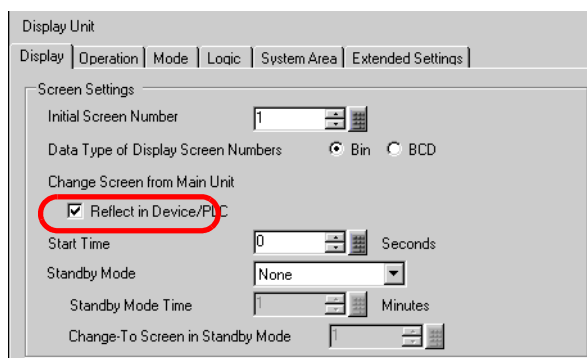 Display Unit
Display Operation Mode Logic System Area Extended Settings
Screen Settings
Initial Screen Number 1
Data Type of Display Screen Numbers Bin BCD
Change Screen from Main Unit
Reflect in Device/PLC
Start Time 0 Seconds
Standby Mode None
Standby Mode Time 1 Minutes
Change-To Screen in Standby Mode 1